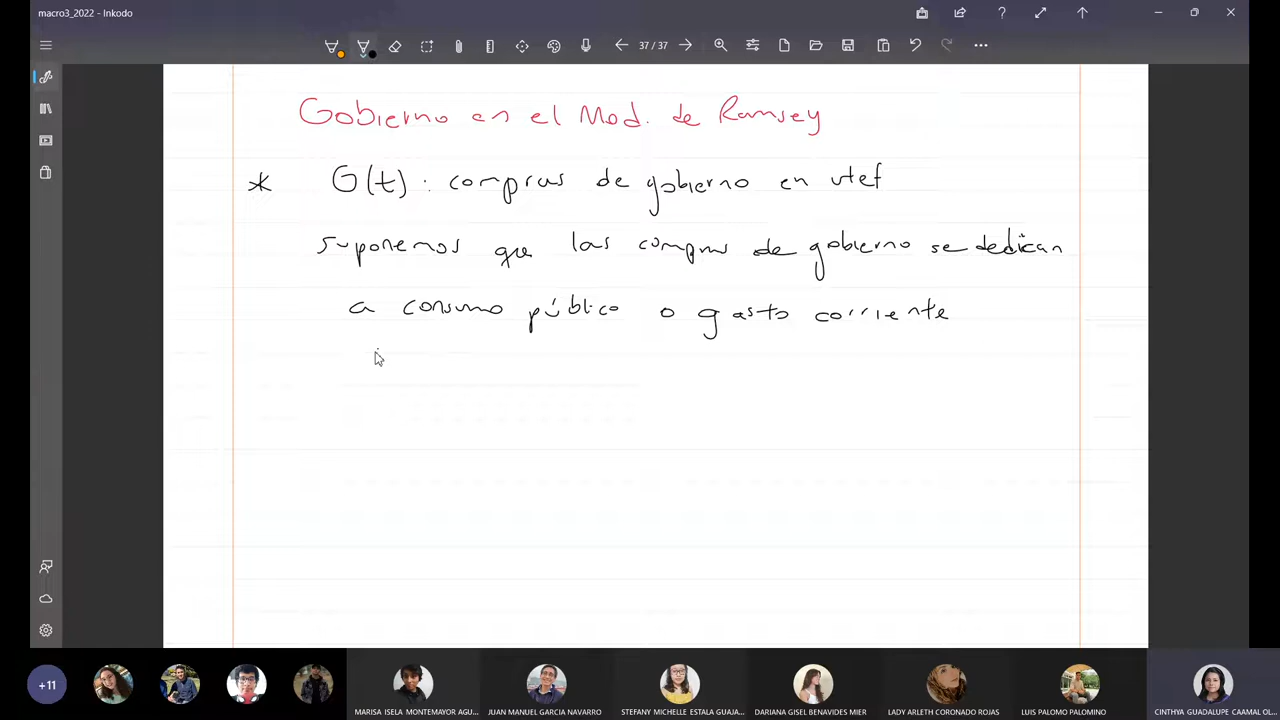 macro3_2022 - Inkodo
37 / 37
Gobierno en el Mod. de Ramsey
* G(t): compras de gobierno en utef
suponemos que las compras de gobierno se dedican
a consumo público o gasto corriente
+11
MARISA ISELA MONTEMAYOR AGU...
JUAN MANUEL GARCIA NAVARRO
STEFANY MICHELLE ESTALA GUAJA...
DARIANA GISEL BENAVIDES MIER
LADY ARLETH CORONADO ROJAS
LUIS PALOMO PALOMINO
CINTHYA GUADALUPE CAAMAL OL...